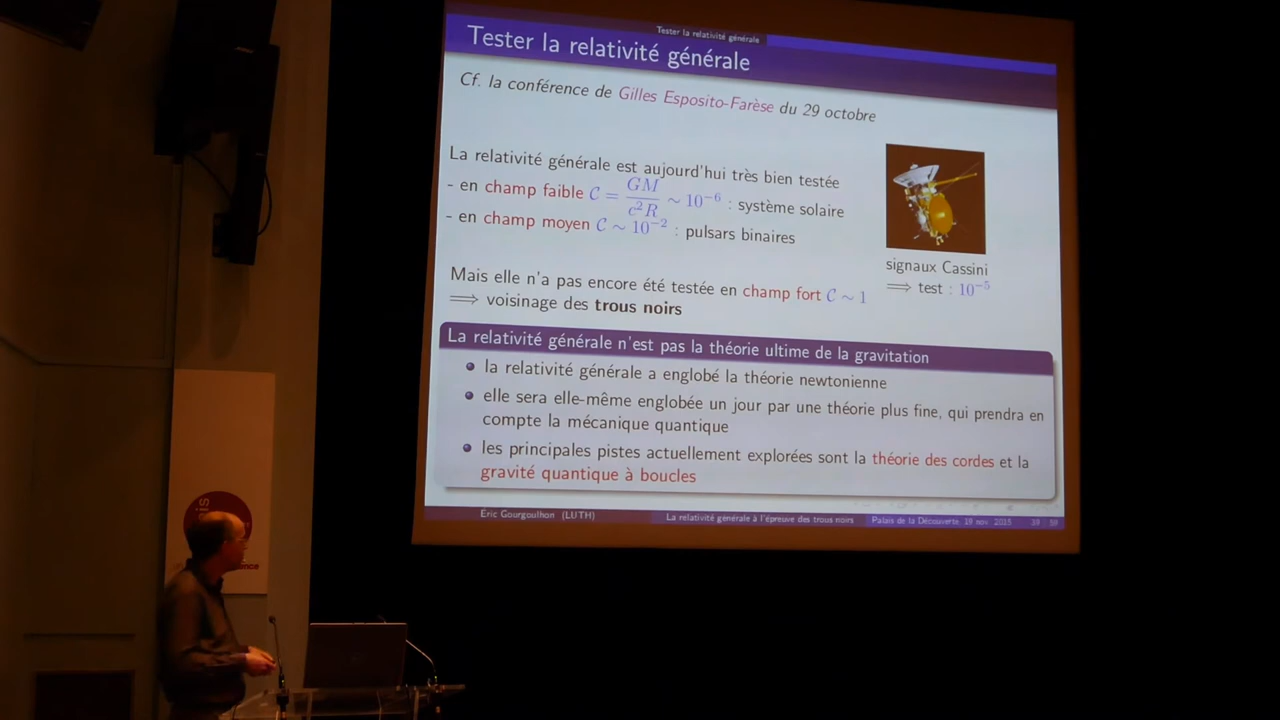 Tester la relativité générale
Tester la relativité générale
Cf. la conférence de Gilles Esposito-Farèse du 29 octobre
La relativité générale est aujourd'hui très bien testée
- en champ faible C = GM/c²R ∼ 10⁻⁶ : système solaire
- en champ moyen C ∼ 10⁻² : pulsars binaires
signaux Cassini
⟹ test : 10⁻⁵
Mais elle n'a pas encore été testée en champ fort C ∼ 1
⟹ voisinage des trous noirs
La relativité générale n'est pas la théorie ultime de la gravitation
la relativité générale a englobé la théorie newtonienne
elle sera elle-même englobée un jour par une théorie plus fine, qui prendra en
compte la mécanique quantique
les principales pistes actuellement explorées sont la théorie des cordes et la
gravité quantique à boucles
Éric Gourgoulhon (LUTH) La relativité générale à l'épreuve des trous noirs Palais de la Découverte, 19 nov. 2015 39 / 59